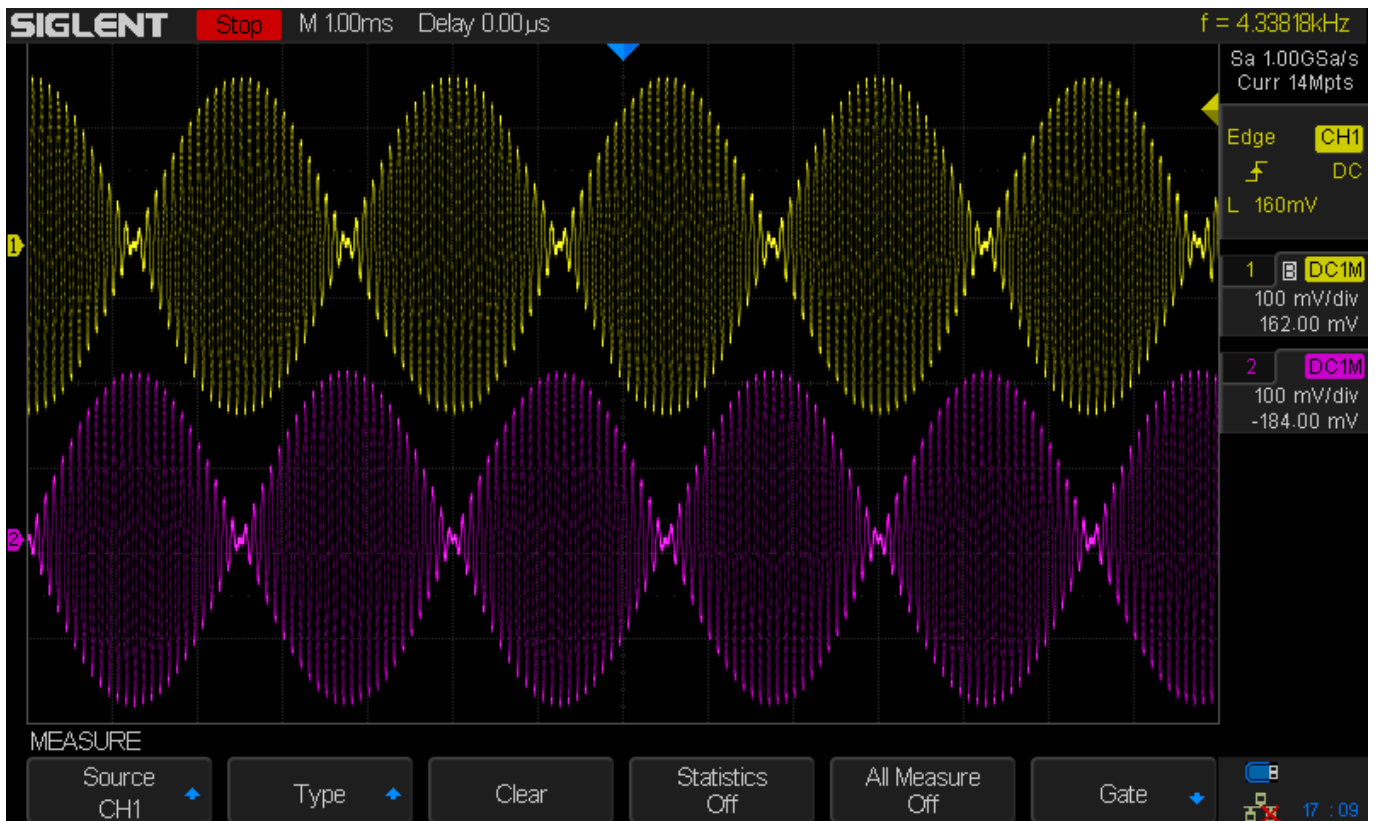 SIGLENT Stop M 1.00ms Delay 0.00µs f = 4.33818kHz
Sa 1.00GSa/s
Curr 14Mpts
Edge CH1
DC
L 160mV
1 B DC1M
100 mV/div
162.00 mV
2 DC1M
100 mV/div
-184.00 mV
1
2
MEASURE
Source
CH1
Type
Clear
Statistics
Off
All Measure
Off
Gate
17 : 09